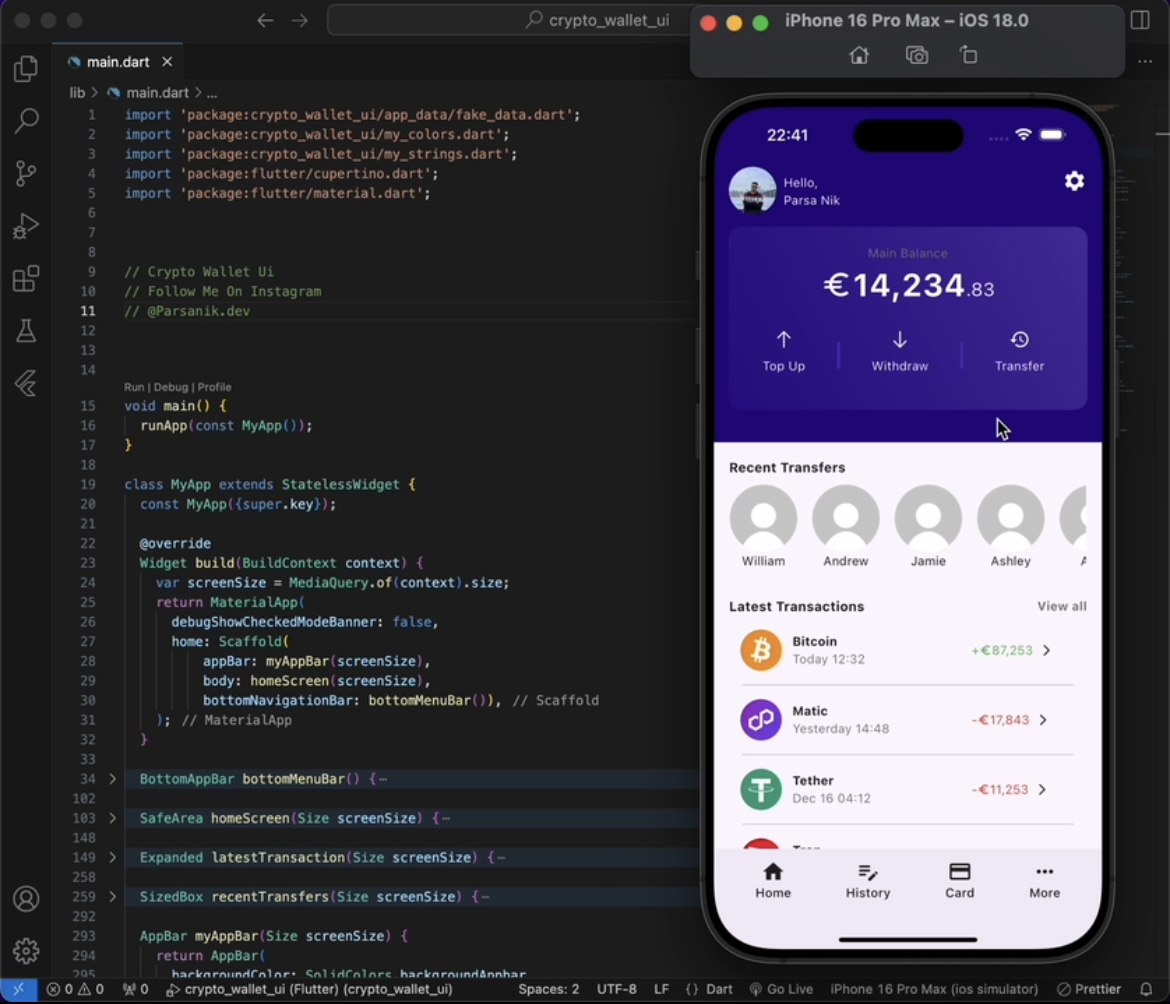 crypto_wallet_ui
iPhone 16 Pro Max – iOS 18.0
main.dart
lib > main.dart > ...
1 import 'package:crypto_wallet_ui/app_data/fake_data.dart';
2 import 'package:crypto_wallet_ui/my_colors.dart';
3 import 'package:crypto_wallet_ui/my_strings.dart';
4 import 'package:flutter/cupertino.dart';
5 import 'package:flutter/material.dart';
6
7
8
9 // Crypto Wallet Ui
10 // Follow Me On Instagram
11 // @Parsanik.dev
12
13
14
Run | Debug | Profile
15 void main() {
16 runApp(const MyApp());
17 }
18
19 class MyApp extends StatelessWidget {
20 const MyApp({super.key});
21
22 @override
23 Widget build(BuildContext context) {
24 var screenSize = MediaQuery.of(context).size;
25 return MaterialApp(
26 debugShowCheckedModeBanner: false,
27 home: Scaffold(
28 appBar: myAppBar(screenSize),
29 body: homeScreen(screenSize),
30 bottomNavigationBar: bottomMenuBar()), // Scaffold
31 ); // MaterialApp
32 }
33
34 BottomAppBar bottomMenuBar() {⋯
102
103 SafeArea homeScreen(Size screenSize) {⋯
148
149 Expanded latestTransaction(Size screenSize) {⋯
258
259 SizedBox recentTransfers(Size screenSize) {⋯
292
293 AppBar myAppBar(Size screenSize) {
294 return AppBar(
295 backgroundColor: SolidColors.backgroundAppbar
22:41
Hello,
Parsa Nik
Main Balance
€14,234.83
Top Up
Withdraw
Transfer
Recent Transfers
William
Andrew
Jamie
Ashley
Latest Transactions
View all
Bitcoin
Today 12:32
+€87,253
Matic
Yesterday 14:48
-€17,843
Tether
Dec 16 04:12
-€11,253
Home
History
Card
More
0 0 0 crypto_wallet_ui (Flutter) (crypto_wallet_ui) Spaces: 2 UTF-8 LF {} Dart Go Live iPhone 16 Pro Max (ios simulator) Prettier